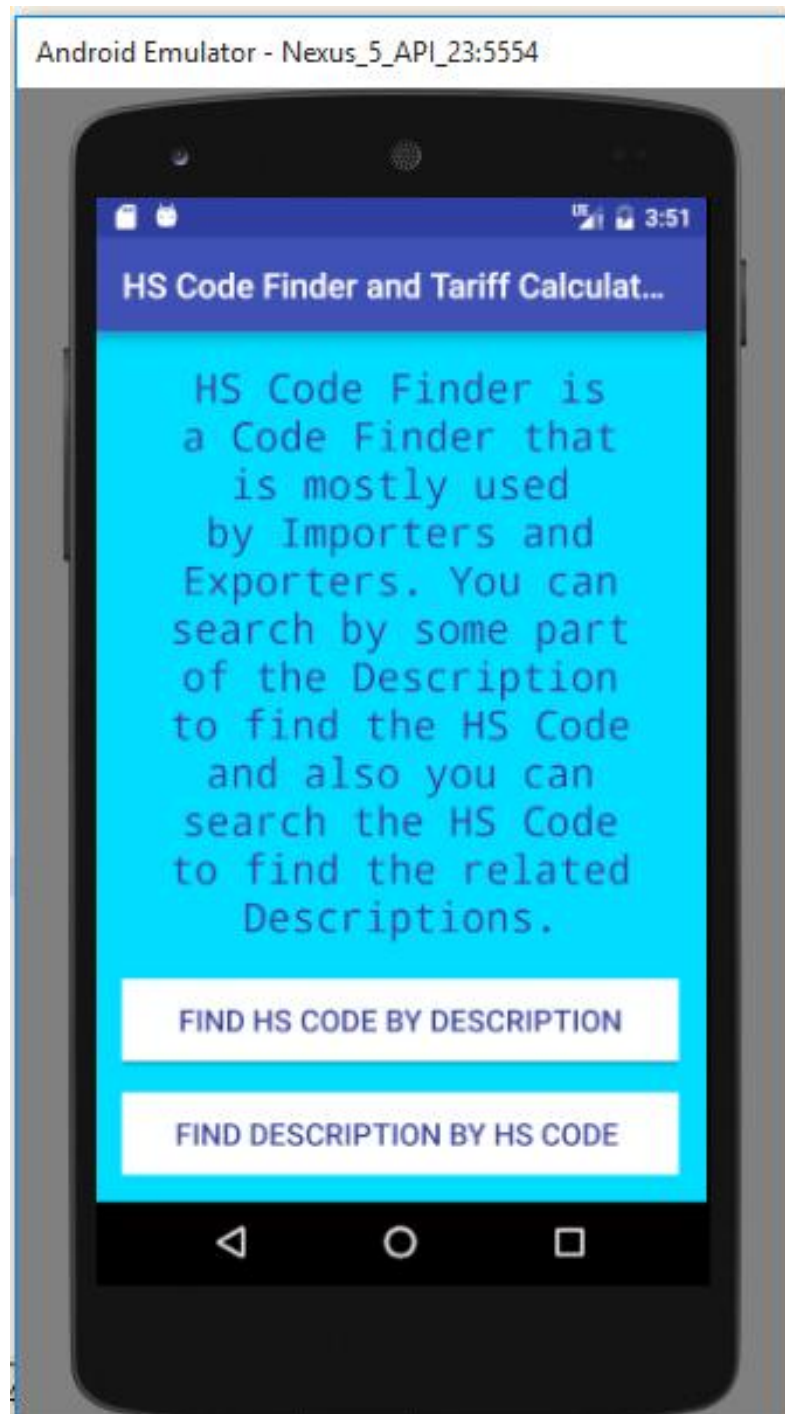 Android Emulator - Nexus_5_API_23:5554
LTE 3:51
HS Code Finder and Tariff Calculat...
HS Code Finder is
a Code Finder that
is mostly used
by Importers and
Exporters. You can
search by some part
of the Description
to find the HS Code
and also you can
search the HS Code
to find the related
Descriptions.
FIND HS CODE BY DESCRIPTION
FIND DESCRIPTION BY HS CODE